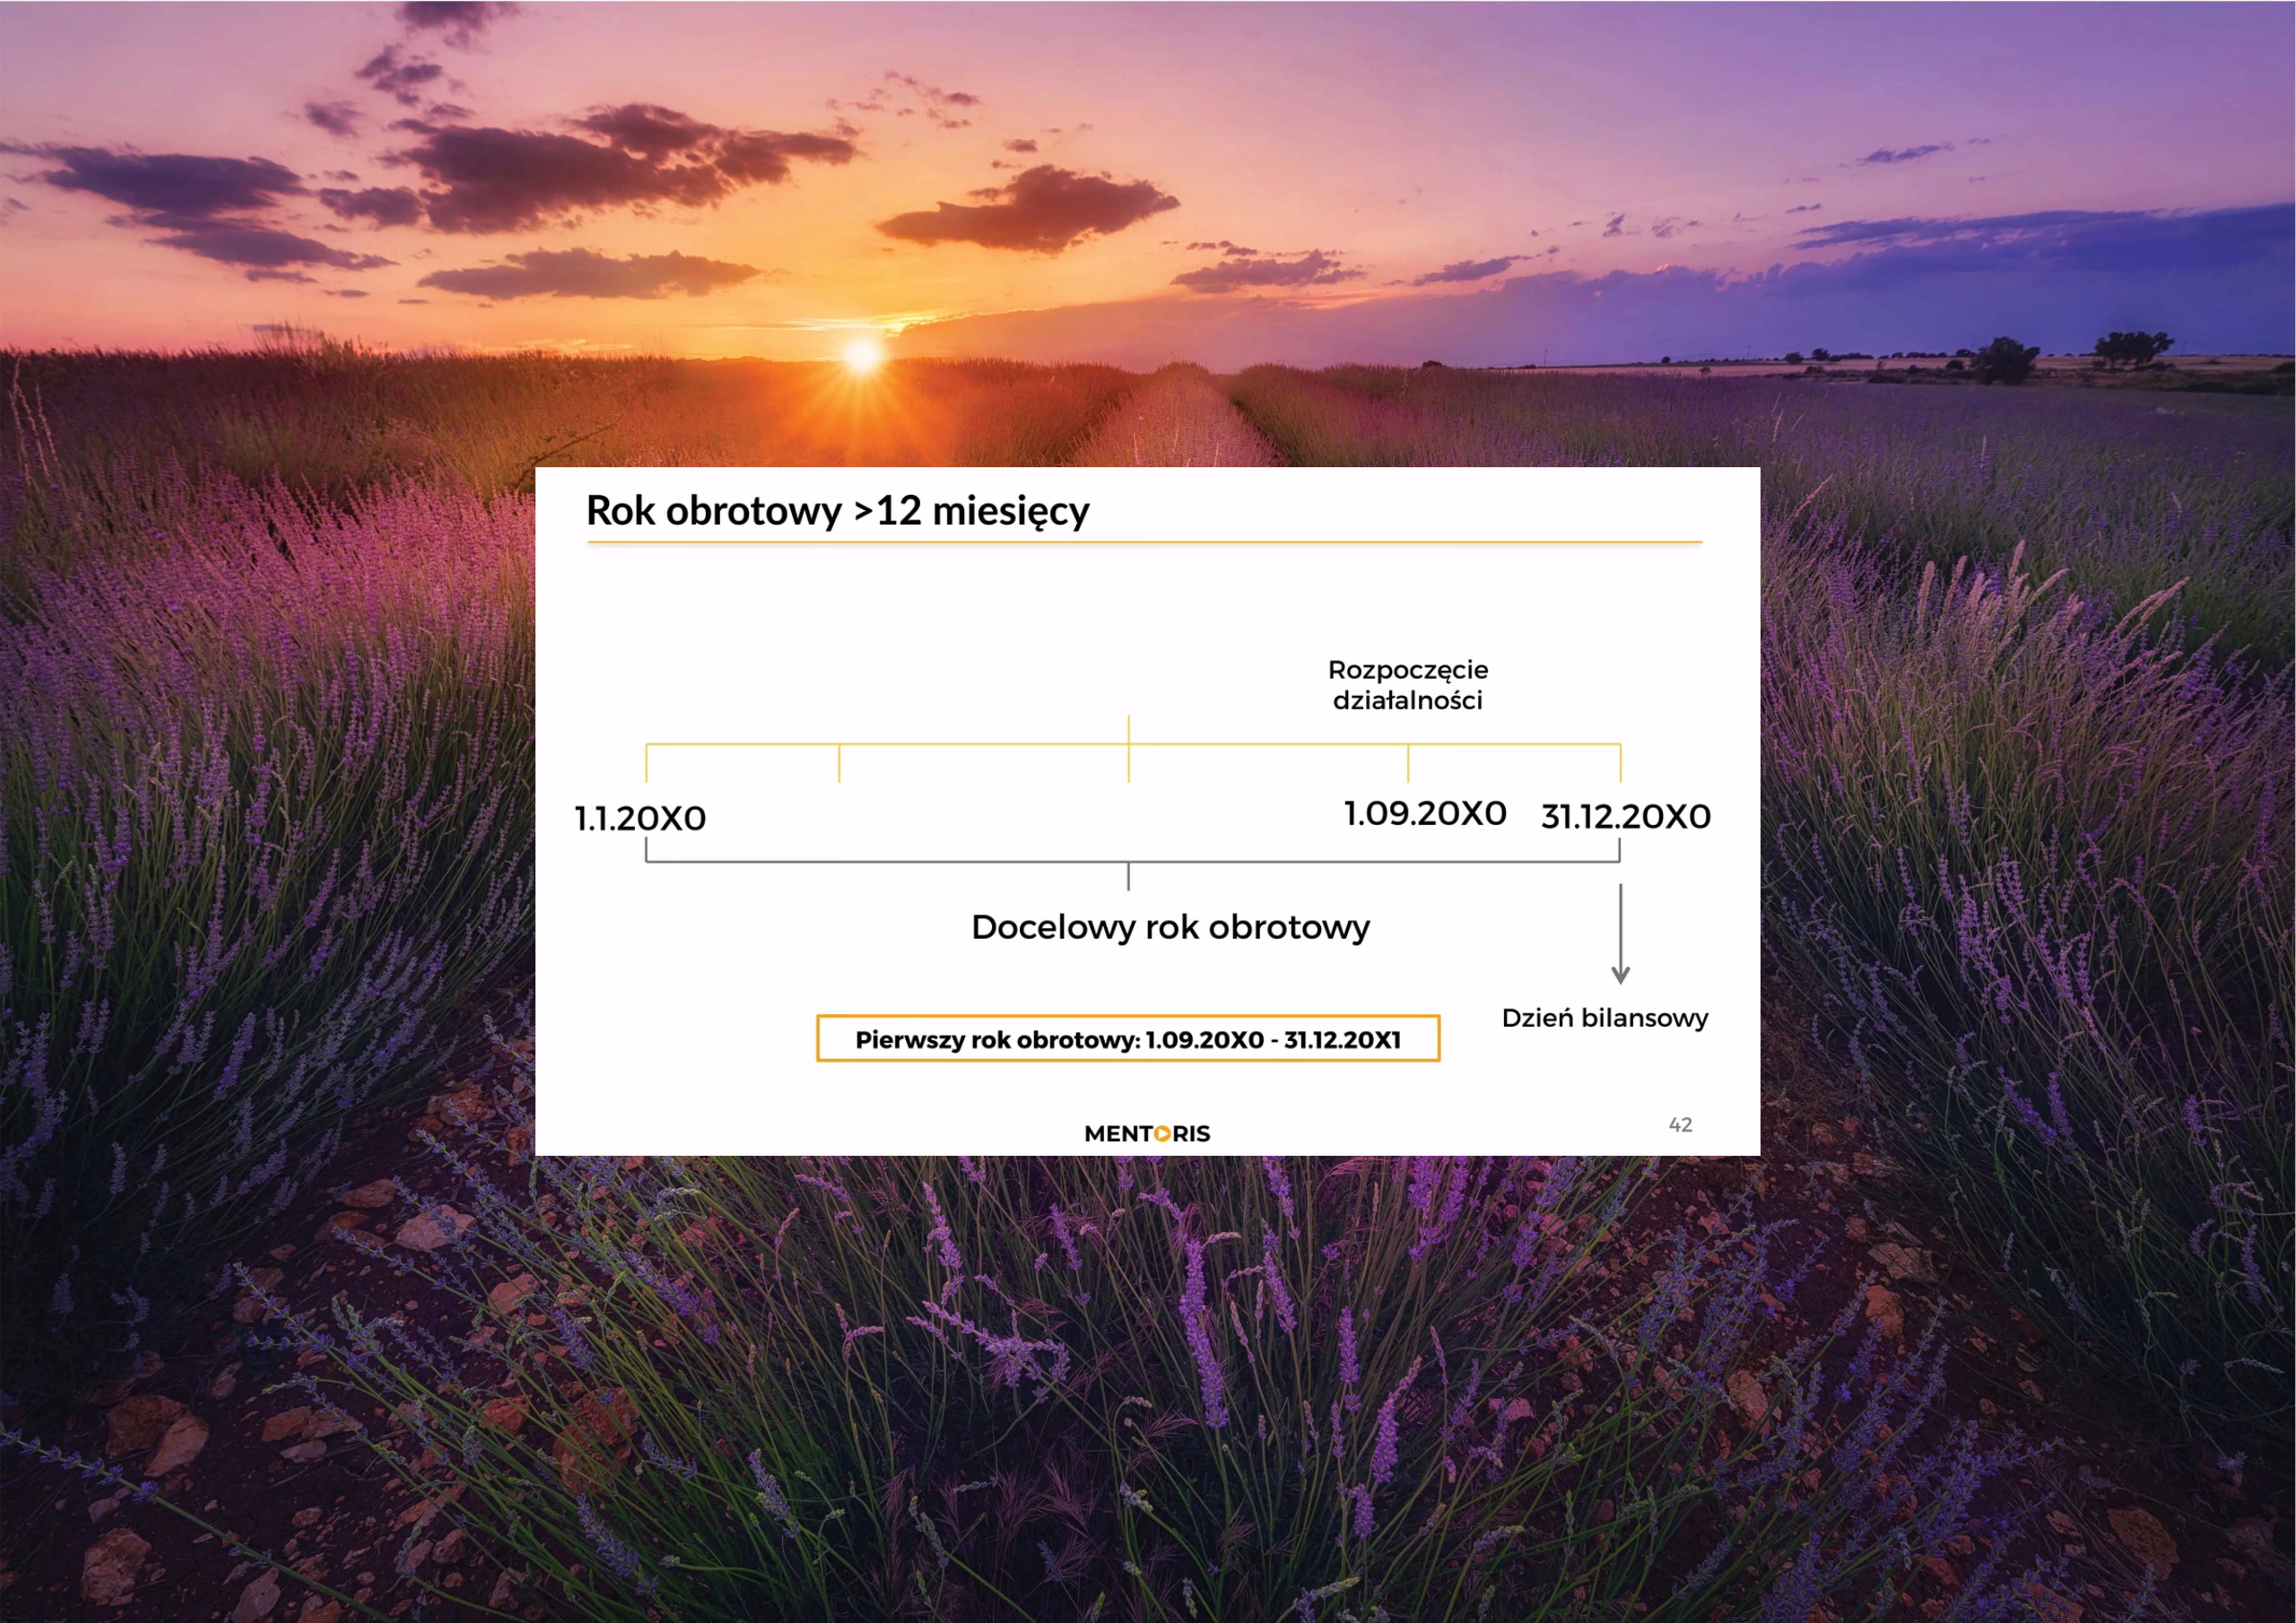 Rok obrotowy >12 miesięcy
Rozpoczęcie
działalności
1.1.20X0
1.09.20X0
31.12.20X0
Docelowy rok obrotowy
Dzień bilansowy
Pierwszy rok obrotowy: 1.09.20X0 - 31.12.20X1
MENTORIS
42